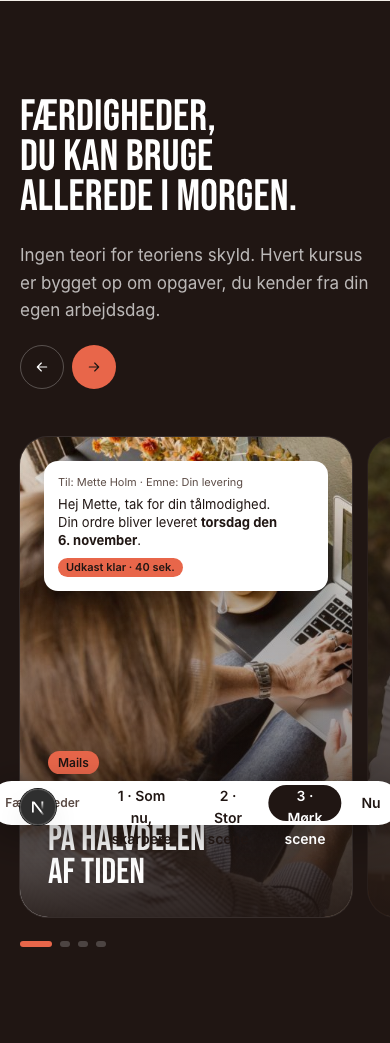 FÆRDIGHEDER,
DU KAN BRUGE
ALLEREDE I MORGEN.
Ingen teori for teoriens skyld. Hvert kursus
er bygget op om opgaver, du kender fra din
egen arbejdsdag.
Til: Mette Holm · Emne: Din levering
Hej Mette, tak for din tålmodighed.
Din ordre bliver leveret torsdag den
6. november.
Udkast klar · 40 sek.
Mails
1 · Som
nu,
2 ·
Stor
3 ·
Mørk
scene
Nu
N
PÅ HALVDELEN
AF TIDEN